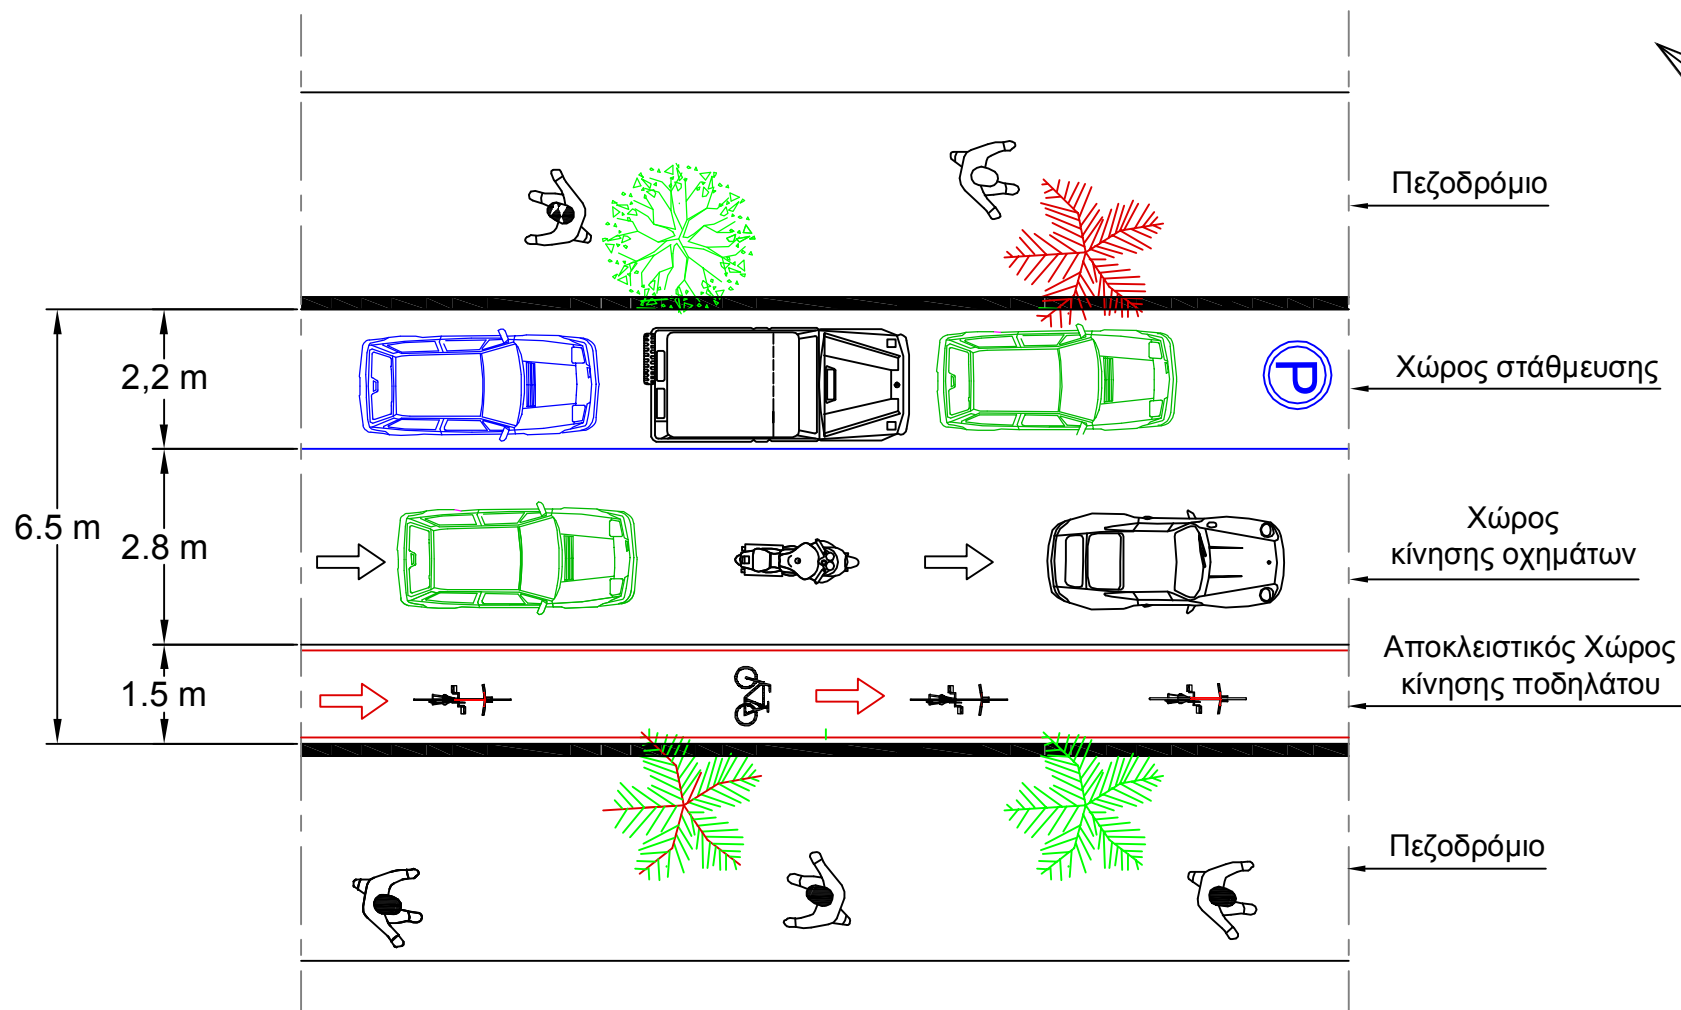 Πεζοδρόμιο
2,2 m
P
Χώρος στάθμευσης
6.5 m
2.8 m
Χώρος
κίνησης οχημάτων
1.5 m
Αποκλειστικός Χώρος
κίνησης ποδηλάτου
Πεζοδρόμιο